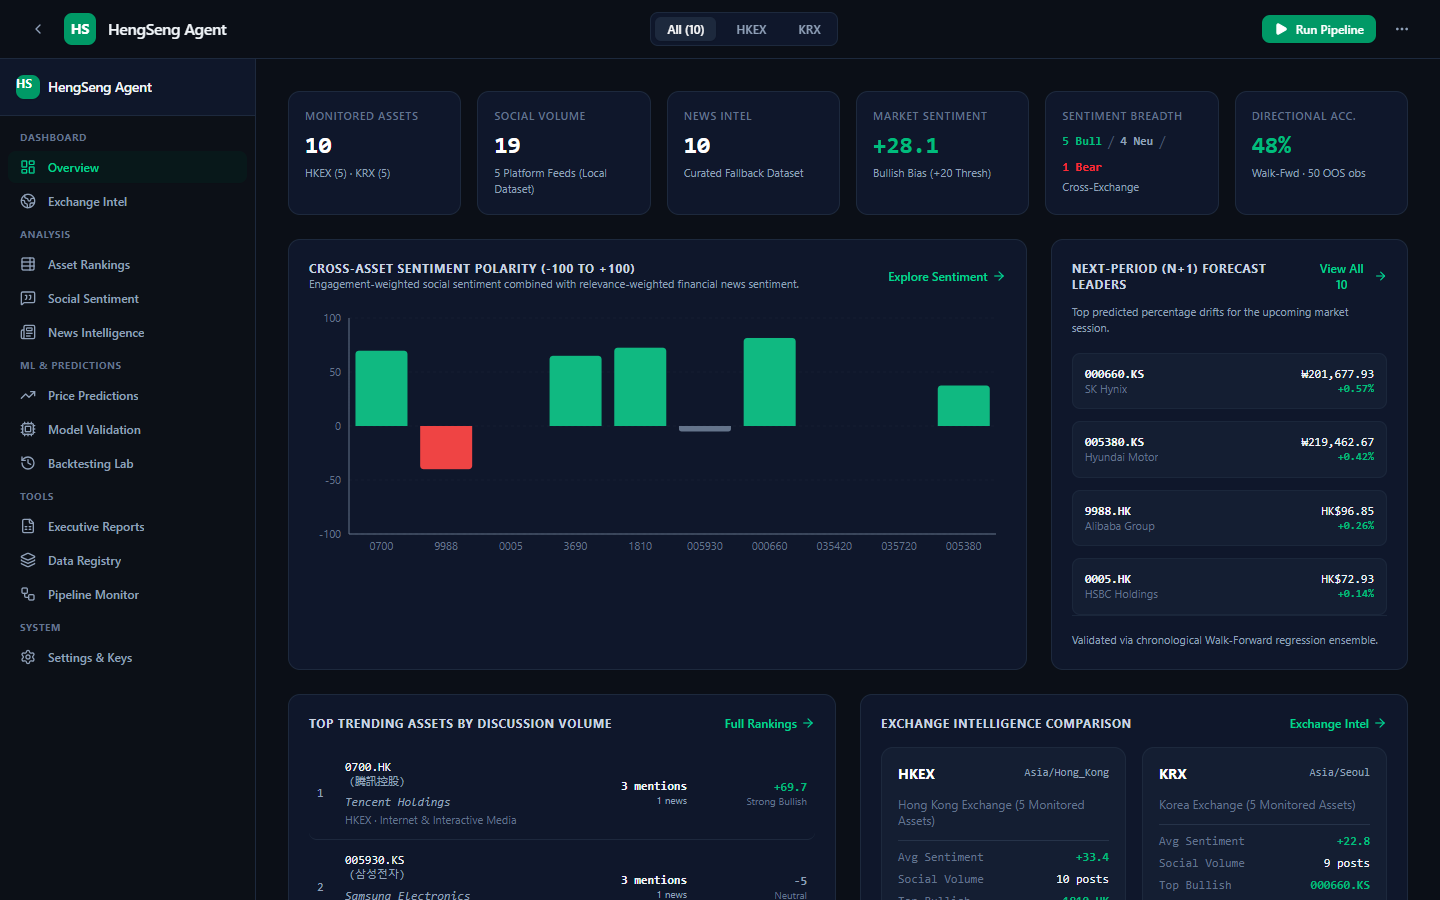 HS HengSeng Agent
All (10) HKEX KRX
Run Pipeline
HS HengSeng Agent
DASHBOARD
Overview
Exchange Intel
ANALYSIS
Asset Rankings
Social Sentiment
News Intelligence
ML & PREDICTIONS
Price Predictions
Model Validation
Backtesting Lab
TOOLS
Executive Reports
Data Registry
Pipeline Monitor
SYSTEM
Settings & Keys
MONITORED ASSETS
10
HKEX (5) · KRX (5)
SOCIAL VOLUME
19
5 Platform Feeds (Local
Dataset)
NEWS INTEL
10
Curated Fallback Dataset
MARKET SENTIMENT
+28.1
Bullish Bias (+20 Thresh)
SENTIMENT BREADTH
5 Bull / 4 Neu /
1 Bear
Cross-Exchange
DIRECTIONAL ACC.
48%
Walk-Fwd · 50 OOS obs
CROSS-ASSET SENTIMENT POLARITY (-100 TO +100)
Engagement-weighted social sentiment combined with relevance-weighted financial news sentiment.
Explore Sentiment →
100
50
0
-50
-100
0700 9988 0005 3690 1810 005930 000660 035420 035720 005380
NEXT-PERIOD (N+1) FORECAST
LEADERS
View All
10 →
Top predicted percentage drifts for the upcoming market
session.
000660.KS ₩201,677.93
SK Hynix +0.57%
005380.KS ₩219,462.67
Hyundai Motor +0.42%
9988.HK HK$96.85
Alibaba Group +0.26%
0005.HK HK$72.93
HSBC Holdings +0.14%
Validated via chronological Walk-Forward regression ensemble.
TOP TRENDING ASSETS BY DISCUSSION VOLUME
Full Rankings →
1
0700.HK
(騰訊控股)
Tencent Holdings
HKEX · Internet & Interactive Media
3 mentions
1 news
+69.7
Strong Bullish
2
005930.KS
(삼성전자)
Samsung Electronics
3 mentions
1 news
-5
Neutral
EXCHANGE INTELLIGENCE COMPARISON
Exchange Intel →
HKEX Asia/Hong_Kong
Hong Kong Exchange (5 Monitored
Assets)
Avg Sentiment +33.4
Social Volume 10 posts
Top Bullish 1810.HK
KRX Asia/Seoul
Korea Exchange (5 Monitored Assets)
Avg Sentiment +22.8
Social Volume 9 posts
Top Bullish 000660.KS